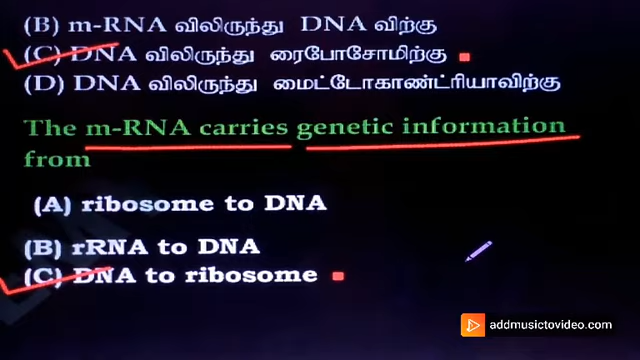 (B) m-RNA விலிருந்து DNA விற்கு
(C) DNA விலிருந்து ரைபோசோமிற்கு
(D) DNA விலிருந்து மைட்டோகாண்ட்ரியாவிற்கு
The m-RNA carries genetic information
from
(A) ribosome to DNA
(B) rRNA to DNA
(C) DNA to ribosome
addmusictovideo.com